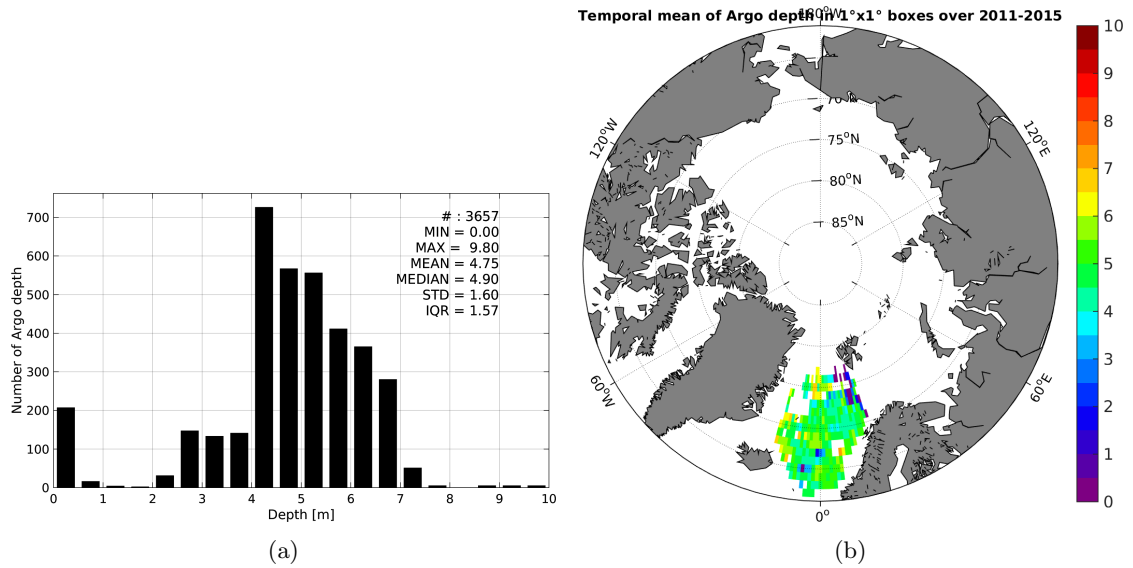 Temporal mean of Argo depth in 1°x1° boxes over 2011-2015
180°W
120°W
120°E
70°N
75°N
80°N
85°N
60°W
60°E
0°
10
9
8
7
6
5
4
3
2
1
0
Number of Argo depth
700
600
500
400
300
200
100
0
# : 3657
MIN = 0.00
MAX = 9.80
MEAN = 4.75
MEDIAN = 4.90
STD = 1.60
IQR = 1.57
0 1 2 3 4 5 6 7 8 9 10
Depth [m]
(a)
(b)